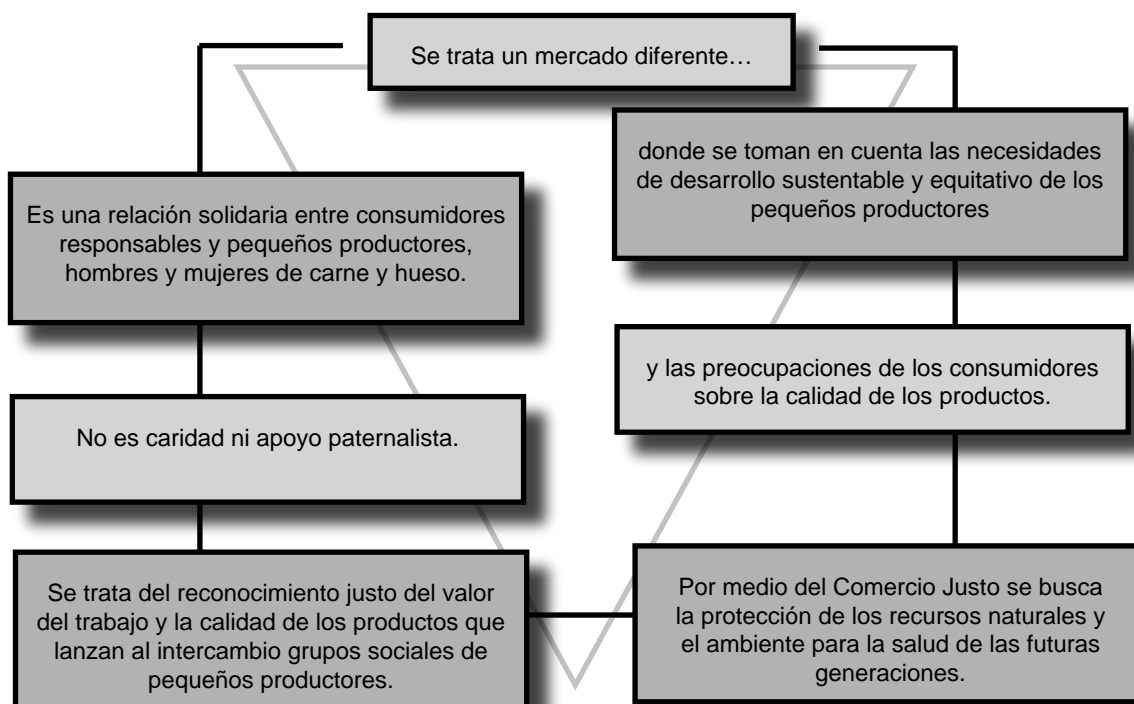 Se trata un mercado diferente…
donde se toman en cuenta las necesidades
de desarrollo sustentable y equitativo de los
pequeños productores
y las preocupaciones de los consumidores
sobre la calidad de los productos.
Por medio del Comercio Justo se busca
la protección de los recursos naturales y
el ambiente para la salud de las futuras
generaciones.
Es una relación solidaria entre consumidores
responsables y pequeños productores,
hombres y mujeres de carne y hueso.
No es caridad ni apoyo paternalista.
Se trata del reconocimiento justo del valor
del trabajo y la calidad de los productos que
lanzan al intercambio grupos sociales de
pequeños productores.